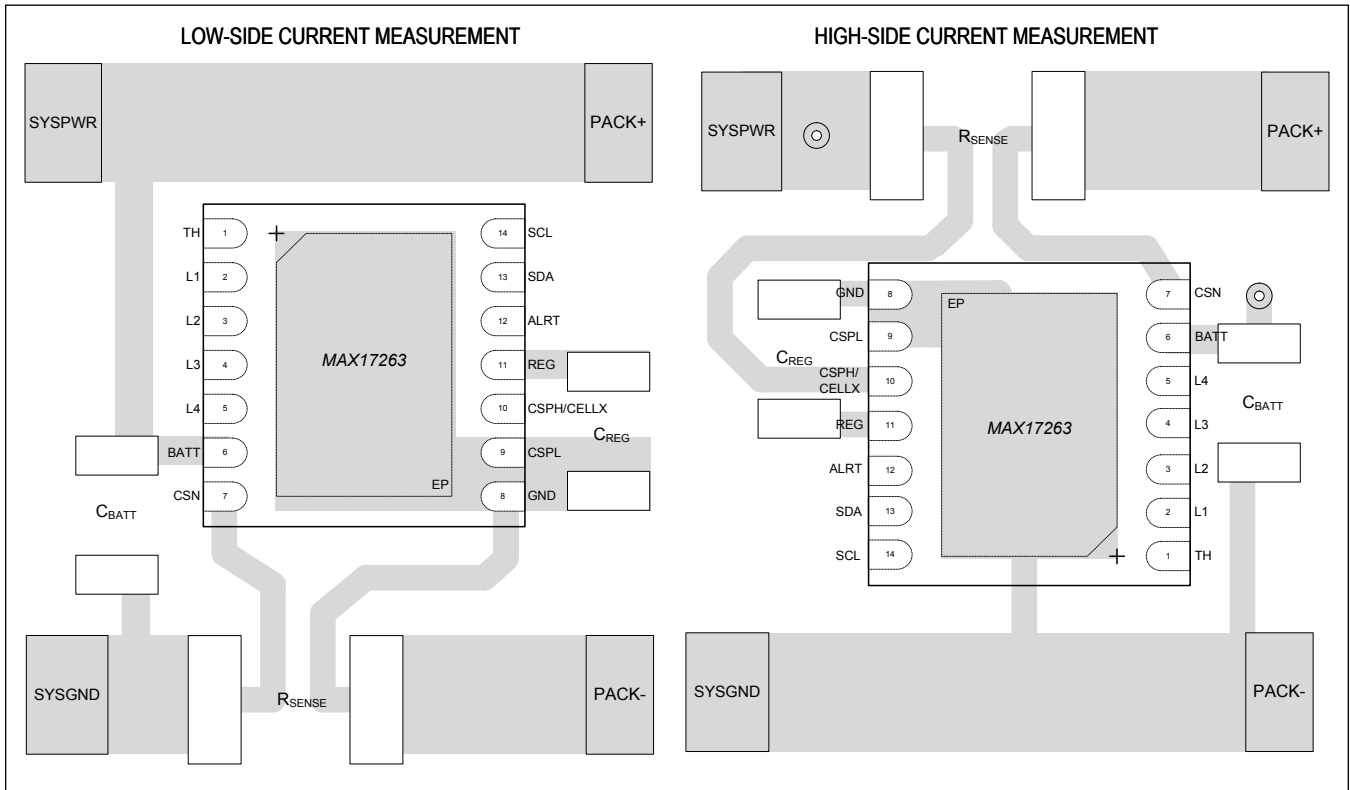 LOW-SIDE CURRENT MEASUREMENT
SYSPWR
PACK+
TH 1
L1 2
L2 3
L3 4
L4 5
BATT 6
CSN 7
14 SCL
13 SDA
12 ALRT
11 REG
10 CSPH/CELLX
9 CSPL
8 GND
MAX17263
EP
CREG
CBATT
SYSGND
RSENSE
PACK-
HIGH-SIDE CURRENT MEASUREMENT
SYSPWR
RSENSE
PACK+
GND 8
CSPL 9
CSPH/
CELLX 10
REG 11
ALRT 12
SDA 13
SCL 14
CREG
EP
MAX17263
7 CSN
6 BATT
5 L4
4 L3
3 L2
2 L1
1 TH
CBATT
SYSGND
PACK-